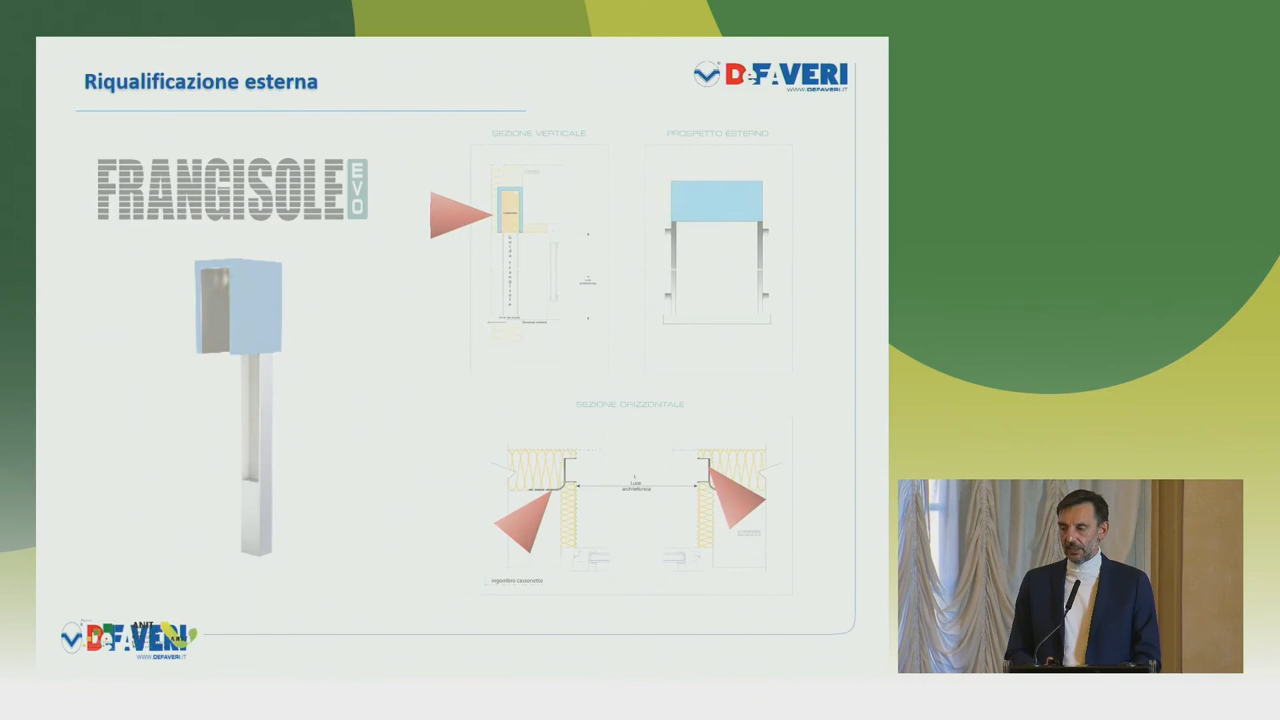 Riqualificazione esterna
DeFAVERI
WWW.DEFAVERI.IT
FRANGISOLE
EVO
SEZIONE VERTICALE
PROSPETTO ESTERNO
SEZIONE ORIZZONTALE
L
Luce
architettonica
ingombro cassonetto
ANIT
DeFAVERI
WWW.DEFAVERI.IT